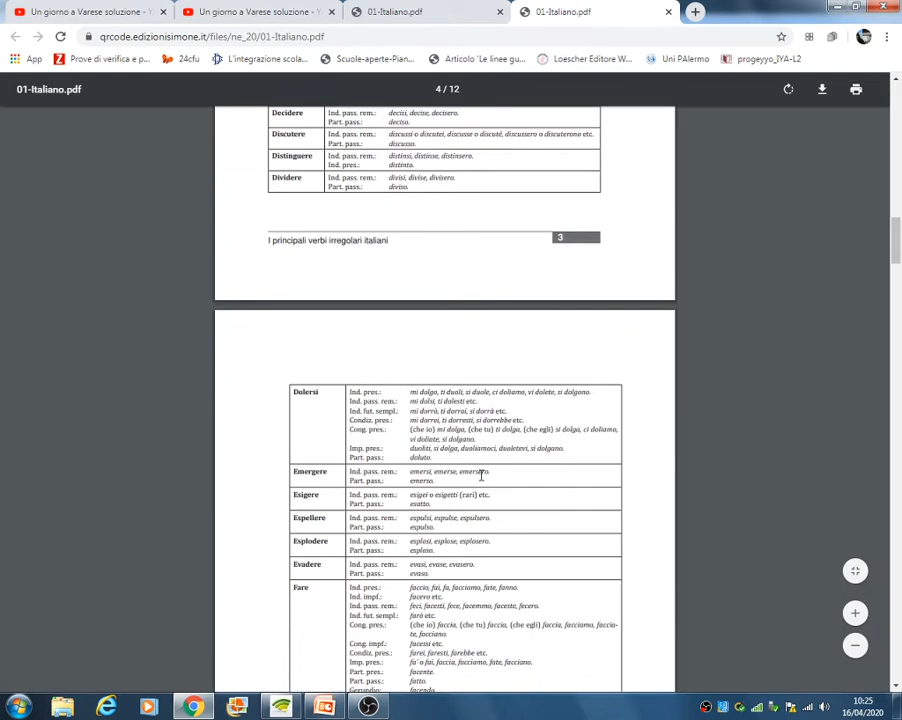 Un giorno a Varese soluzione - Y
Un giorno a Varese soluzione - Y
01-Italiano.pdf
01-Italiano.pdf
qrcode.edizionisimone.it/files/ne_20/01-Italiano.pdf
App
Prove di verifica e p...
24cfu
L'integrazione scola...
Scuole-aperte-Pian...
Articolo 'Le linee gu...
Loescher Editore W...
Uni PAlermo
progeyyo_IYA-L2
01-Italiano.pdf
4 / 12
Decidere Ind. pass. rem.: decisi, decise, decisero.
Part. pass.: deciso.
Discutere Ind. pass. rem.: discussi o discutei, discusse o discuté, discussero o discuterono etc.
Part. pass.: discusso.
Distinguere Ind. pass. rem.: distinsi, distinse, distinsero.
Ind. pres.: distinto.
Dividere Ind. pass. rem.: divisi, divise, divisero.
Part. pass.: diviso.
I principali verbi irregolari italiani 3
Dolersi Ind. pres.: mi dolgo, ti duoli, si duole, ci doliamo, vi dolete, si dolgono.
Ind. pass. rem.: mi dolsi, ti dolesti etc.
Ind. fut. sempl.: mi dorrò, ti dorrai, si dorrà etc.
Condiz. pres.: mi dorrei, ti dorresti, si dorrebbe etc.
Cong. pres.: (che io) mi dolga, (che tu) ti dolga, (che egli) si dolga, ci doliamo,
vi doliate, si dolgano.
Imp. pres.: duoliti, si dolga, duoliamoci, duoletevi, si dolgano.
Part. pass.: doluto.
Emergere Ind. pass. rem.: emersi, emerse, emersero.
Part. pass.: emerso.
Esigere Ind. pass. rem.: esigei o esigetti (rari) etc.
Part. pass.: esatto.
Espellere Ind. pass. rem.: espulsi, espulse, espulsero.
Part. pass.: espulso.
Esplodere Ind. pass. rem.: esplosi, esplose, esplosero.
Part. pass.: esploso.
Evadere Ind. pass. rem.: evasi, evase, evasero.
Part. pass.: evaso.
Fare Ind. pres.: faccio, fai, fa, facciamo, fate, fanno.
Ind. impf.: facevo etc.
Ind. pass. rem.: feci, facesti, fece, facemmo, faceste, fecero.
Ind. fut. sempl.: farò etc.
Cong. pres.: (che io) faccia, (che tu) faccia, (che egli) faccia, facciamo, faccia-
te, facciano.
Cong. impf.: facessi etc.
Condiz. pres.: farei, faresti, farebbe etc.
Imp. pres.: fa' o fai, faccia, facciamo, fate, facciano.
Part. pres.: facente.
Part. pass.: fatto.
Gerundio: facendo.
10:25
16/04/2020